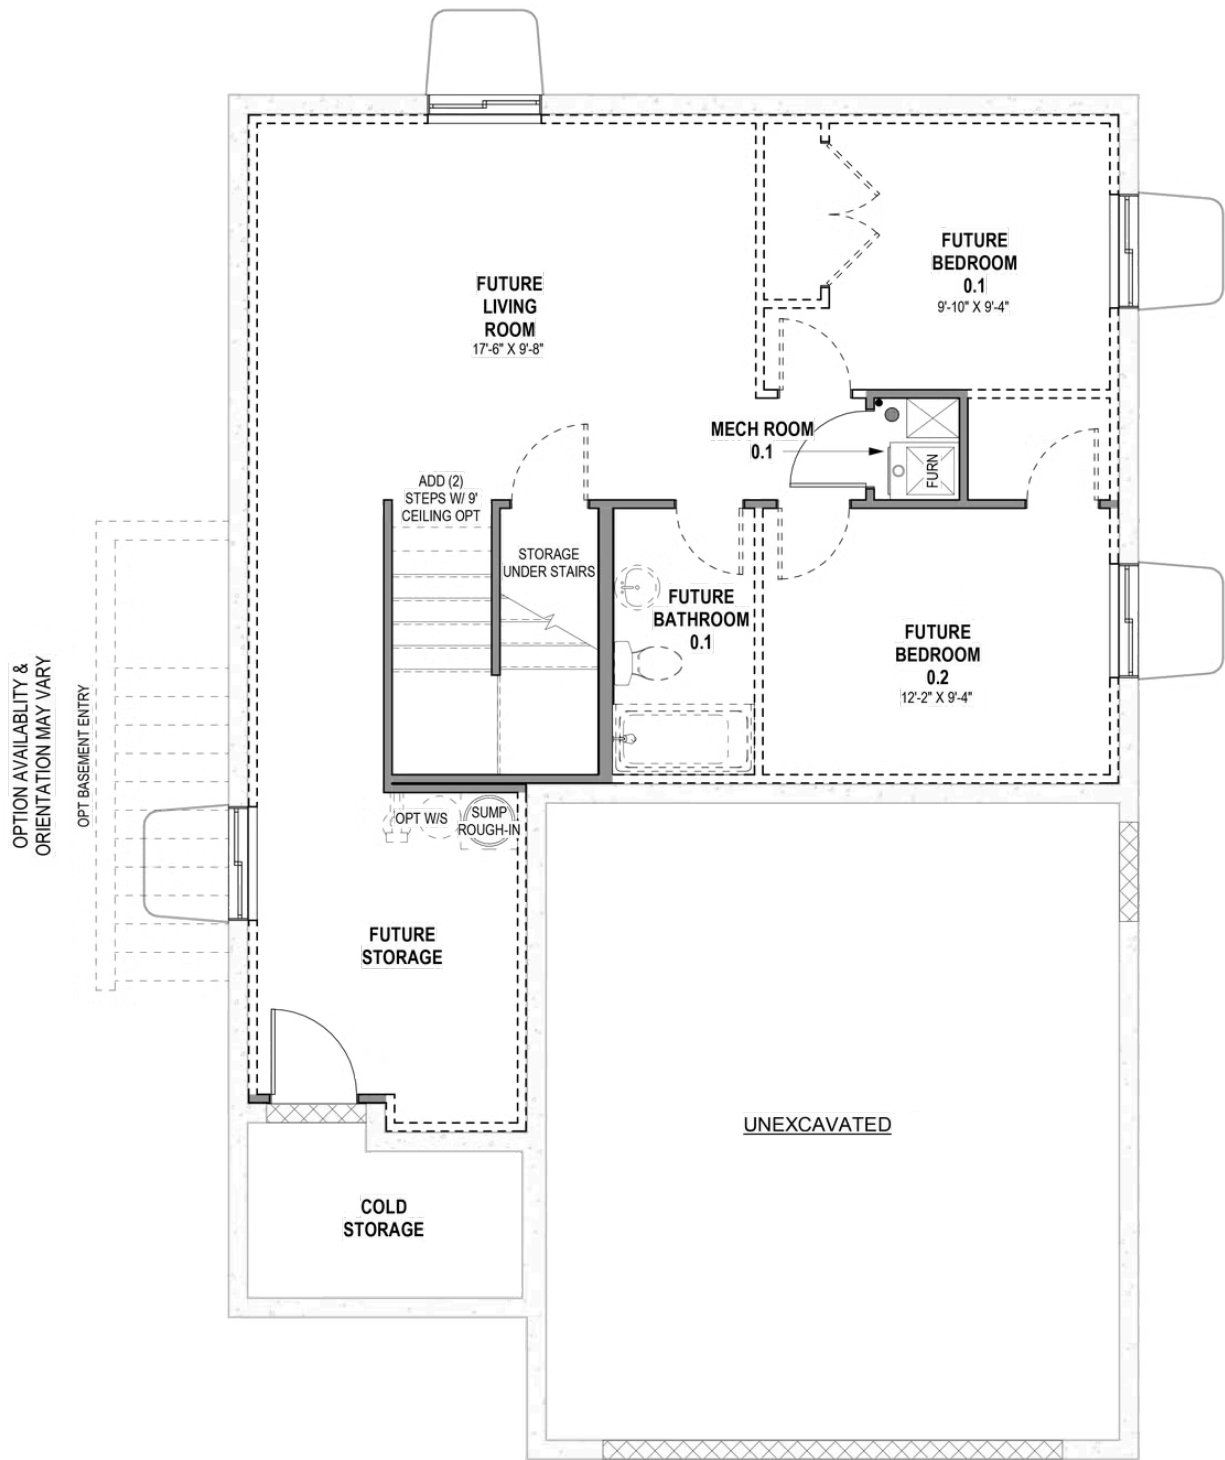 FUTURE
BEDROOM
0.1
9'-10" X 9'-4"
FUTURE
LIVING
ROOM
17'-6" X 9'-8"
MECH ROOM
0.1
FURN
ADD (2)
STEPS W/ 9'
CEILING OPT
STORAGE
UNDER STAIRS
FUTURE
BATHROOM
0.1
FUTURE
BEDROOM
0.2
12'-2" X 9'-4"
OPTION AVAILABLITY &
ORIENTATION MAY VARY
OPT BASEMENT ENTRY
OPT W/S
SUMP
ROUGH-IN
FUTURE
STORAGE
UNEXCAVATED
COLD
STORAGE